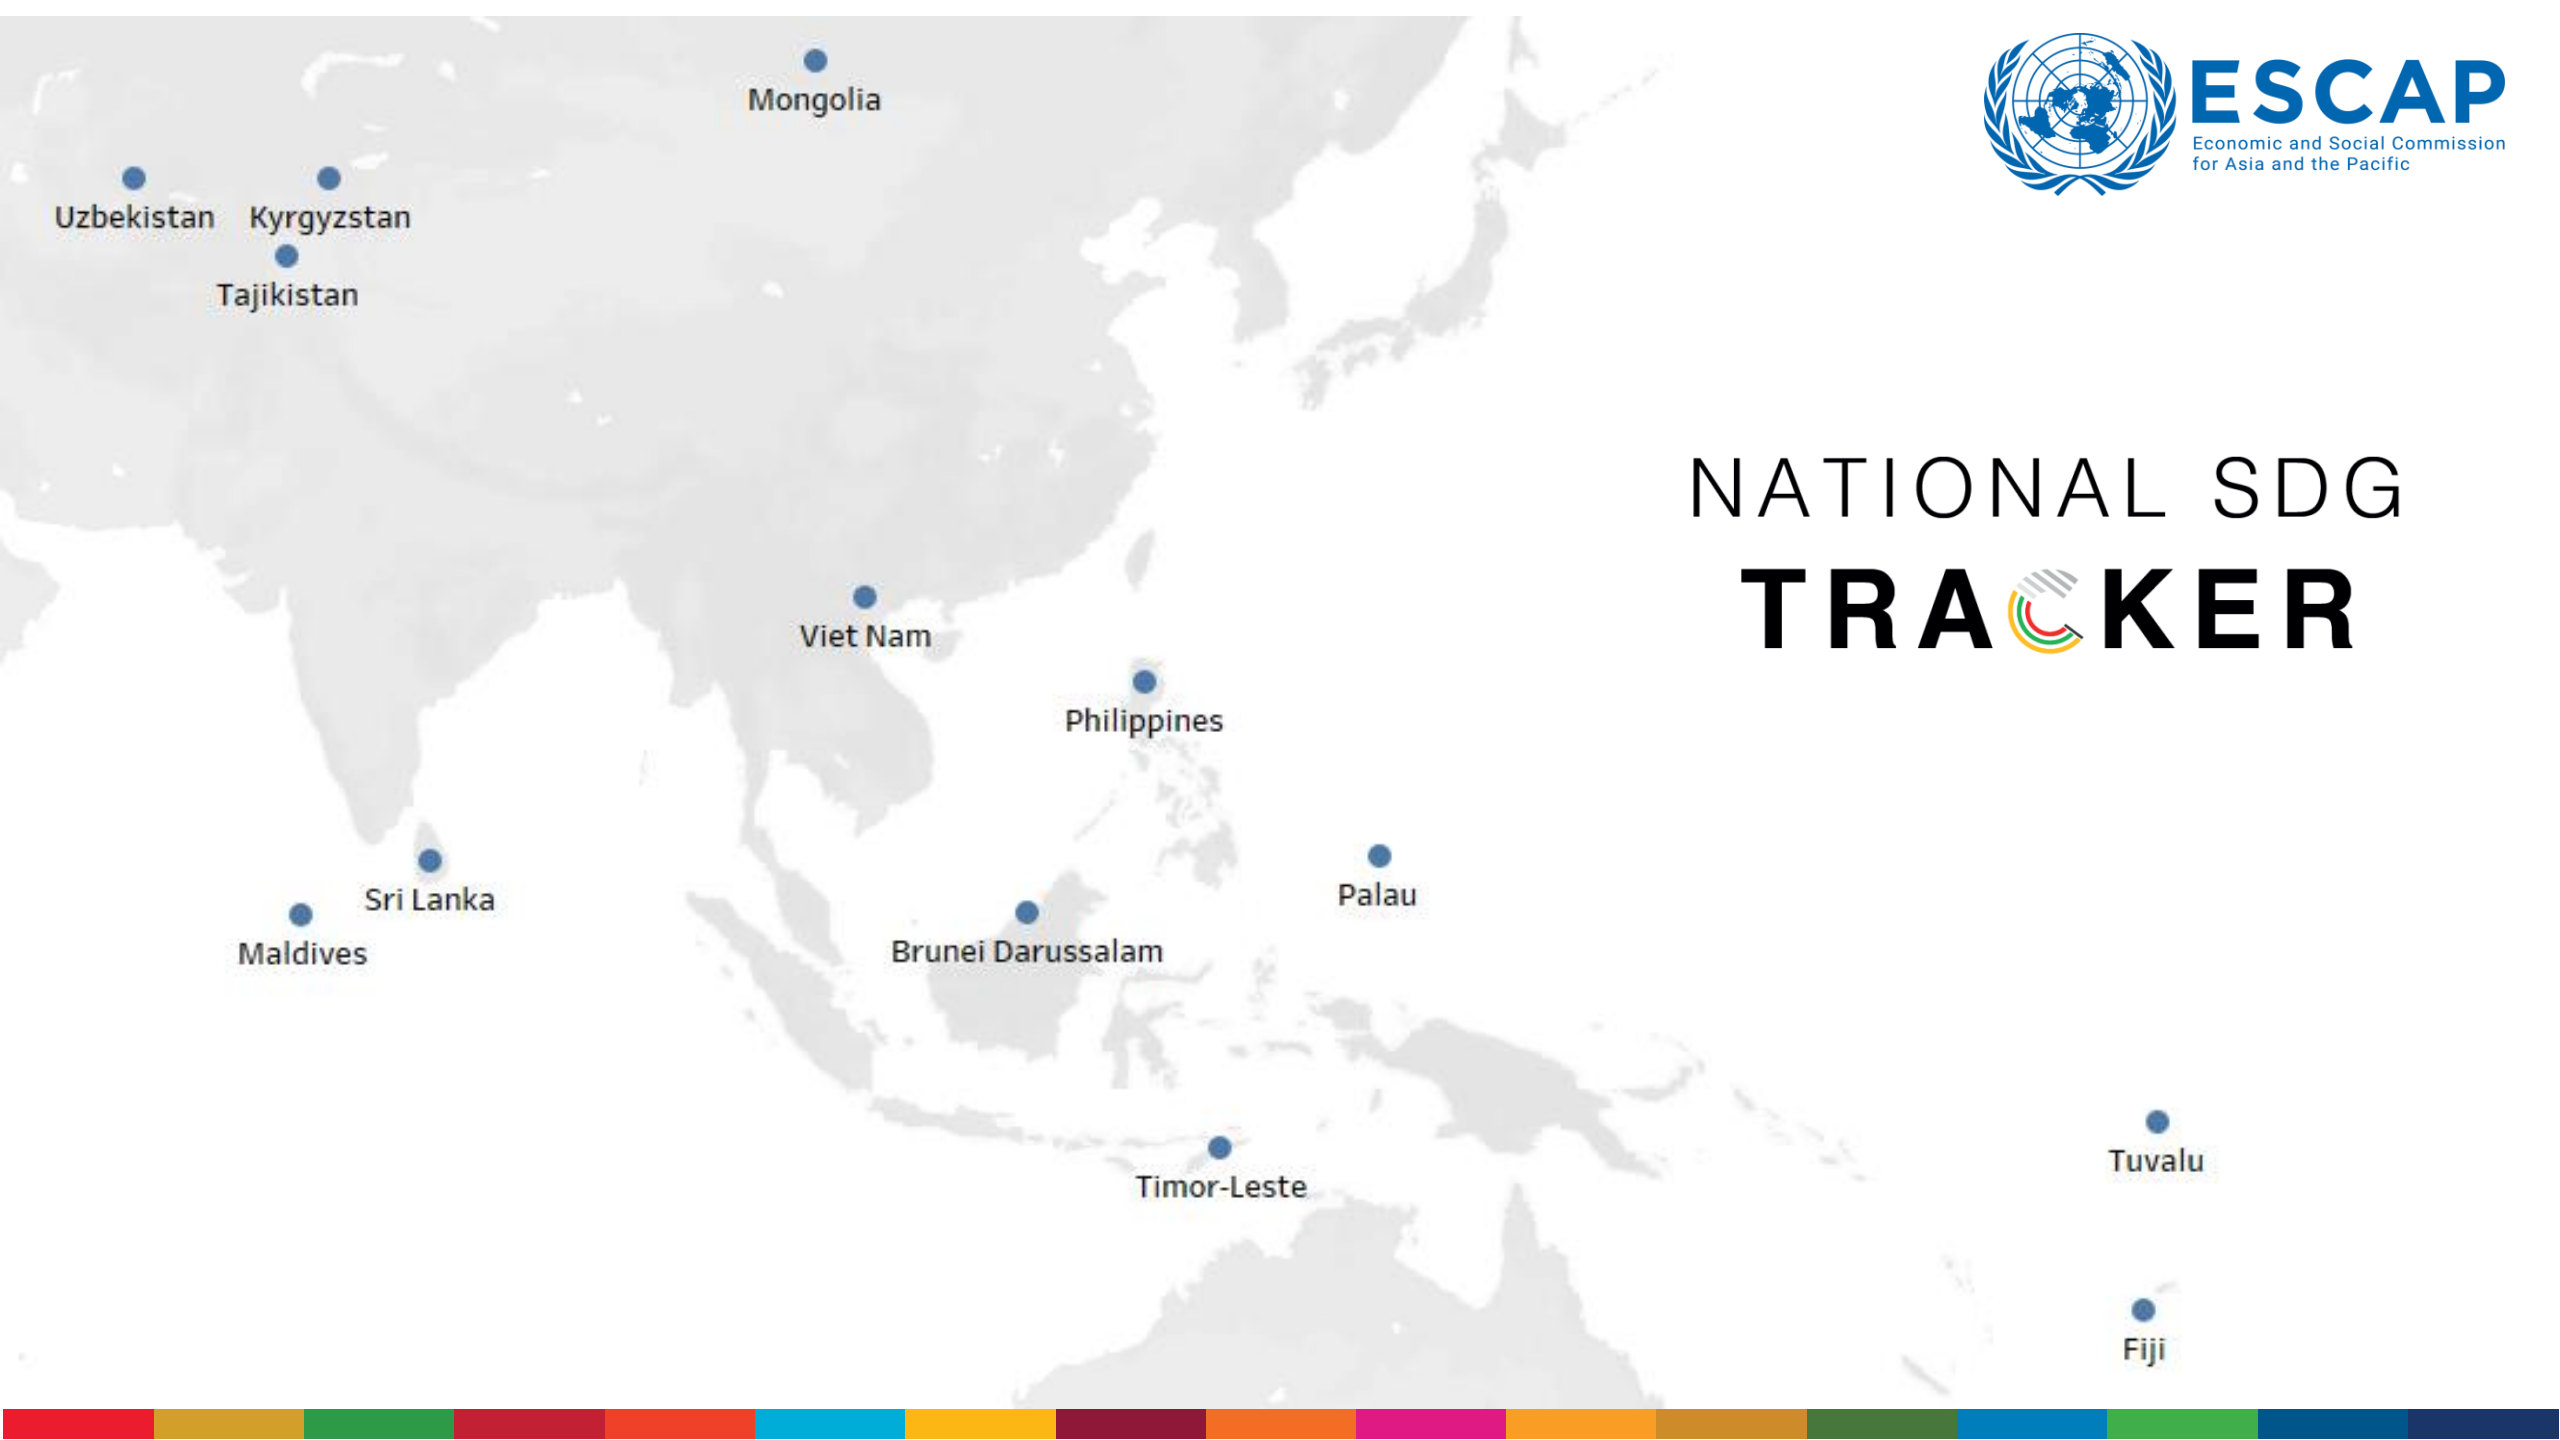 Mongolia
ESCAP
Economic and Social Commission
for Asia and the Pacific
Uzbekistan
Kyrgyzstan
Tajikistan
NATIONAL SDG
TRACKER
Viet Nam
Philippines
Sri Lanka
Palau
Maldives
Brunei Darussalam
Tuvalu
Timor-Leste
Fiji